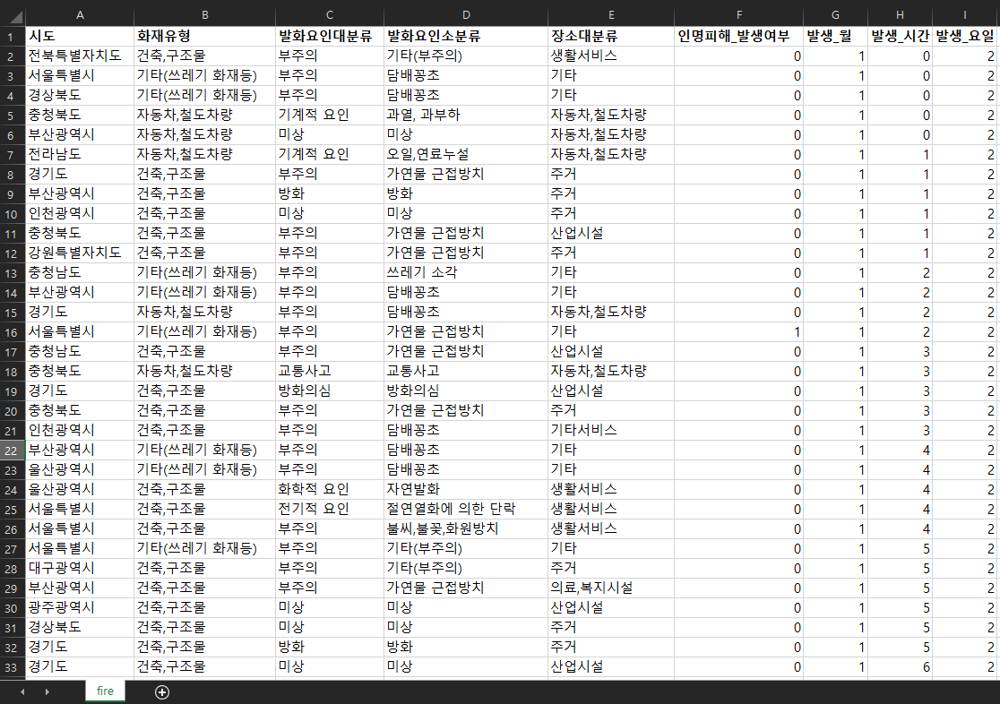 A B C D E F G H I
1 시도 화재유형 발화요인대분류 발화요인소분류 장소대분류 인명피해_발생여부 발생_월 발생_시간 발생_요일
2 전북특별자치도 건축,구조물 부주의 기타(부주의) 생활서비스 0 1 0 2
3 서울특별시 기타(쓰레기 화재등) 부주의 담배꽁초 기타 0 1 0 2
4 경상북도 기타(쓰레기 화재등) 부주의 담배꽁초 기타 0 1 0 2
5 충청북도 자동차,철도차량 기계적 요인 과열, 과부하 자동차,철도차량 0 1 0 2
6 부산광역시 자동차,철도차량 미상 미상 자동차,철도차량 0 1 0 2
7 전라남도 자동차,철도차량 기계적 요인 오일,연료누설 자동차,철도차량 0 1 1 2
8 경기도 건축,구조물 부주의 가연물 근접방치 주거 0 1 1 2
9 부산광역시 건축,구조물 방화 방화 주거 0 1 1 2
10 인천광역시 건축,구조물 미상 미상 주거 0 1 1 2
11 충청북도 건축,구조물 부주의 가연물 근접방치 산업시설 0 1 1 2
12 강원특별자치도 건축,구조물 부주의 가연물 근접방치 주거 0 1 1 2
13 충청남도 기타(쓰레기 화재등) 부주의 쓰레기 소각 기타 0 1 2 2
14 부산광역시 기타(쓰레기 화재등) 부주의 담배꽁초 기타 0 1 2 2
15 경기도 자동차,철도차량 부주의 담배꽁초 자동차,철도차량 0 1 2 2
16 서울특별시 기타(쓰레기 화재등) 부주의 가연물 근접방치 기타 1 1 2 2
17 충청남도 건축,구조물 부주의 가연물 근접방치 산업시설 0 1 3 2
18 충청북도 자동차,철도차량 교통사고 교통사고 자동차,철도차량 0 1 3 2
19 경기도 건축,구조물 방화의심 방화의심 산업시설 0 1 3 2
20 충청북도 건축,구조물 부주의 가연물 근접방치 주거 0 1 3 2
21 인천광역시 건축,구조물 부주의 담배꽁초 기타서비스 0 1 3 2
22 부산광역시 기타(쓰레기 화재등) 부주의 담배꽁초 기타 0 1 4 2
23 울산광역시 기타(쓰레기 화재등) 부주의 담배꽁초 기타 0 1 4 2
24 울산광역시 건축,구조물 화학적 요인 자연발화 생활서비스 0 1 4 2
25 서울특별시 건축,구조물 전기적 요인 절연열화에 의한 단락 생활서비스 0 1 4 2
26 서울특별시 건축,구조물 부주의 불씨,불꽃,화원방치 생활서비스 0 1 4 2
27 서울특별시 기타(쓰레기 화재등) 부주의 기타(부주의) 기타 0 1 5 2
28 대구광역시 건축,구조물 부주의 기타(부주의) 주거 0 1 5 2
29 부산광역시 건축,구조물 부주의 가연물 근접방치 의료,복지시설 0 1 5 2
30 광주광역시 건축,구조물 미상 미상 산업시설 0 1 5 2
31 경상북도 건축,구조물 미상 미상 주거 0 1 5 2
32 경기도 건축,구조물 방화 방화 주거 0 1 5 2
33 경기도 건축,구조물 미상 미상 산업시설 0 1 6 2
fire